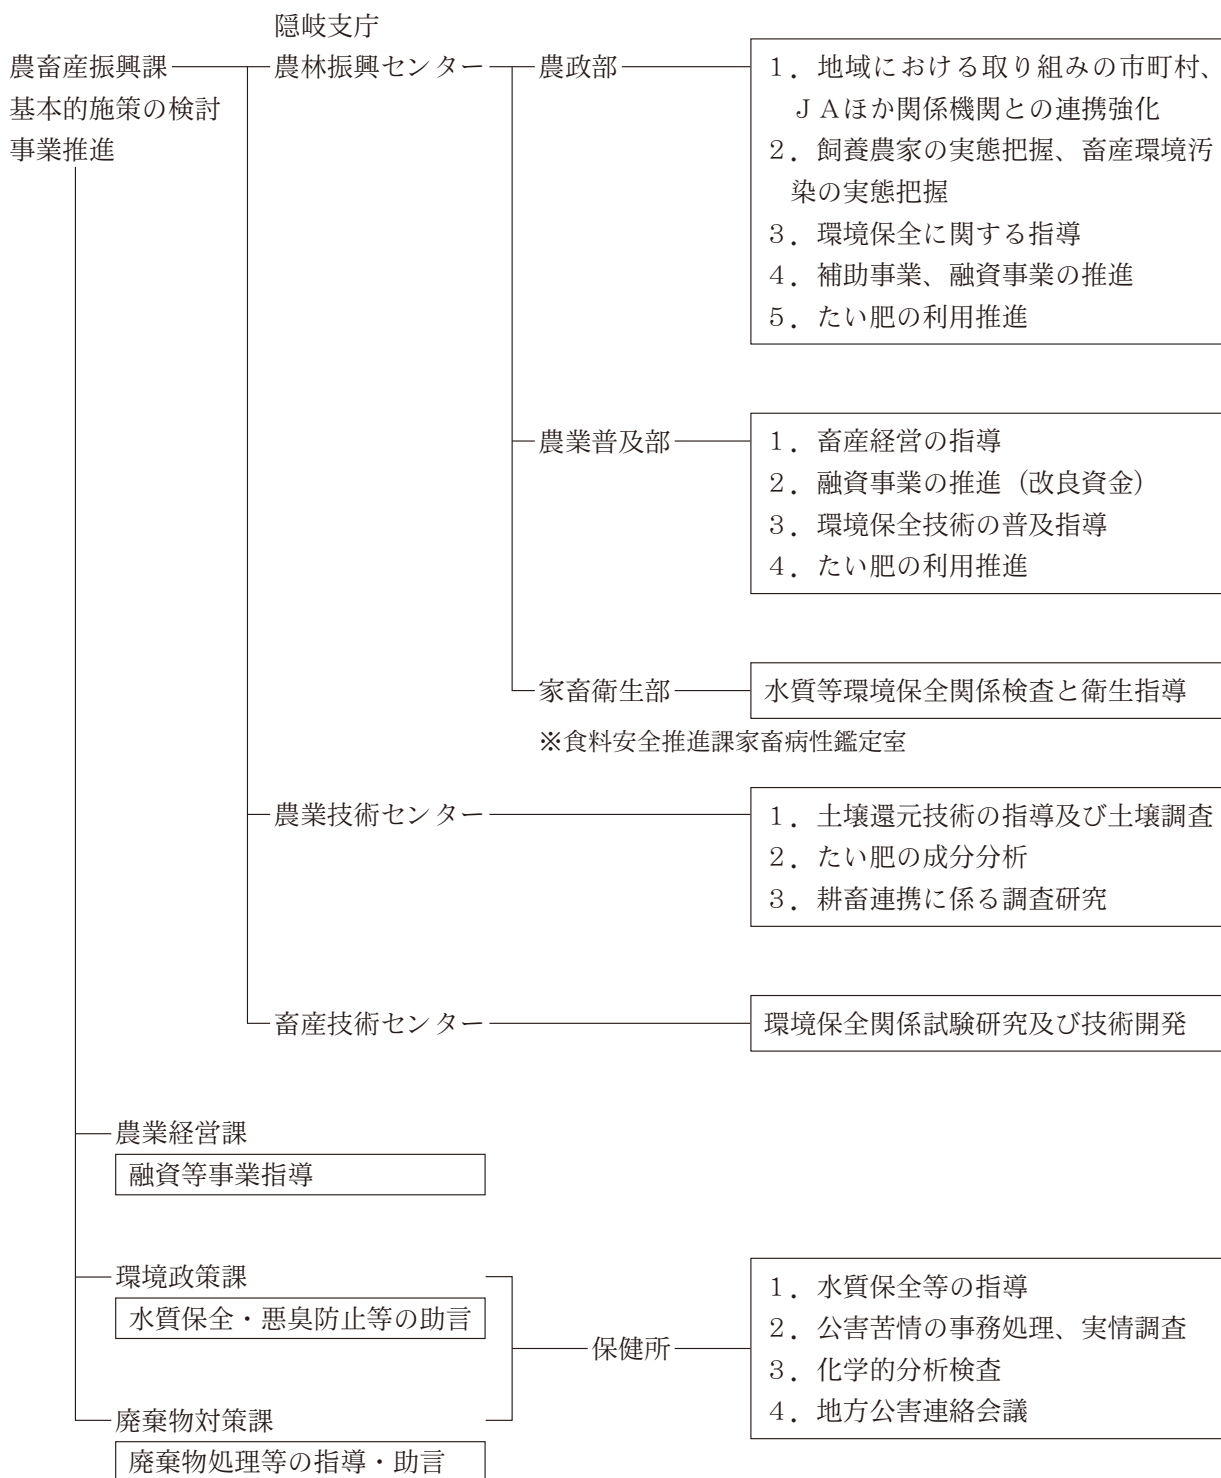 隠岐支庁
農畜産振興課
基本的施策の検討
事業推進
農林振興センター
農政部
１．地域における取り組みの市町村、
ＪＡほか関係機関との連携強化
２．飼養農家の実態把握、畜産環境汚
染の実態把握
３．環境保全に関する指導
４．補助事業、融資事業の推進
５．たい肥の利用推進
農業普及部
１．畜産経営の指導
２．融資事業の推進（改良資金）
３．環境保全技術の普及指導
４．たい肥の利用推進
家畜衛生部
水質等環境保全関係検査と衛生指導
※食料安全推進課家畜病性鑑定室
農業技術センター
１．土壌還元技術の指導及び土壌調査
２．たい肥の成分分析
３．耕畜連携に係る調査研究
畜産技術センター
環境保全関係試験研究及び技術開発
農業経営課
融資等事業指導
環境政策課
水質保全・悪臭防止等の助言
廃棄物対策課
廃棄物処理等の指導・助言
保健所
１．水質保全等の指導
２．公害苦情の事務処理、実情調査
３．化学的分析検査
４．地方公害連絡会議